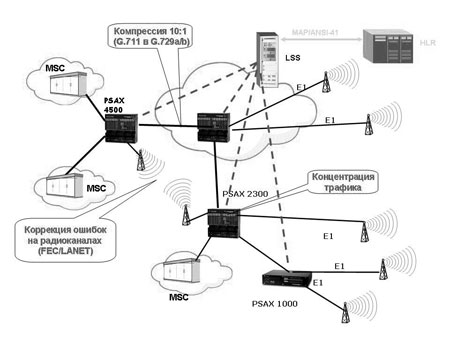 Компрессия 10:1
(G.711 в G.729a/b)
MAP/ANSI-41
HLR
LSS
MSC
PSAX
4500
E1
E1
MSC
PSAX 2300
Концентрация
трафика
Коррекция ошибок
на радиоканалах
(FEC/LANET)
E1
MSC
E1
E1
PSAX 1000